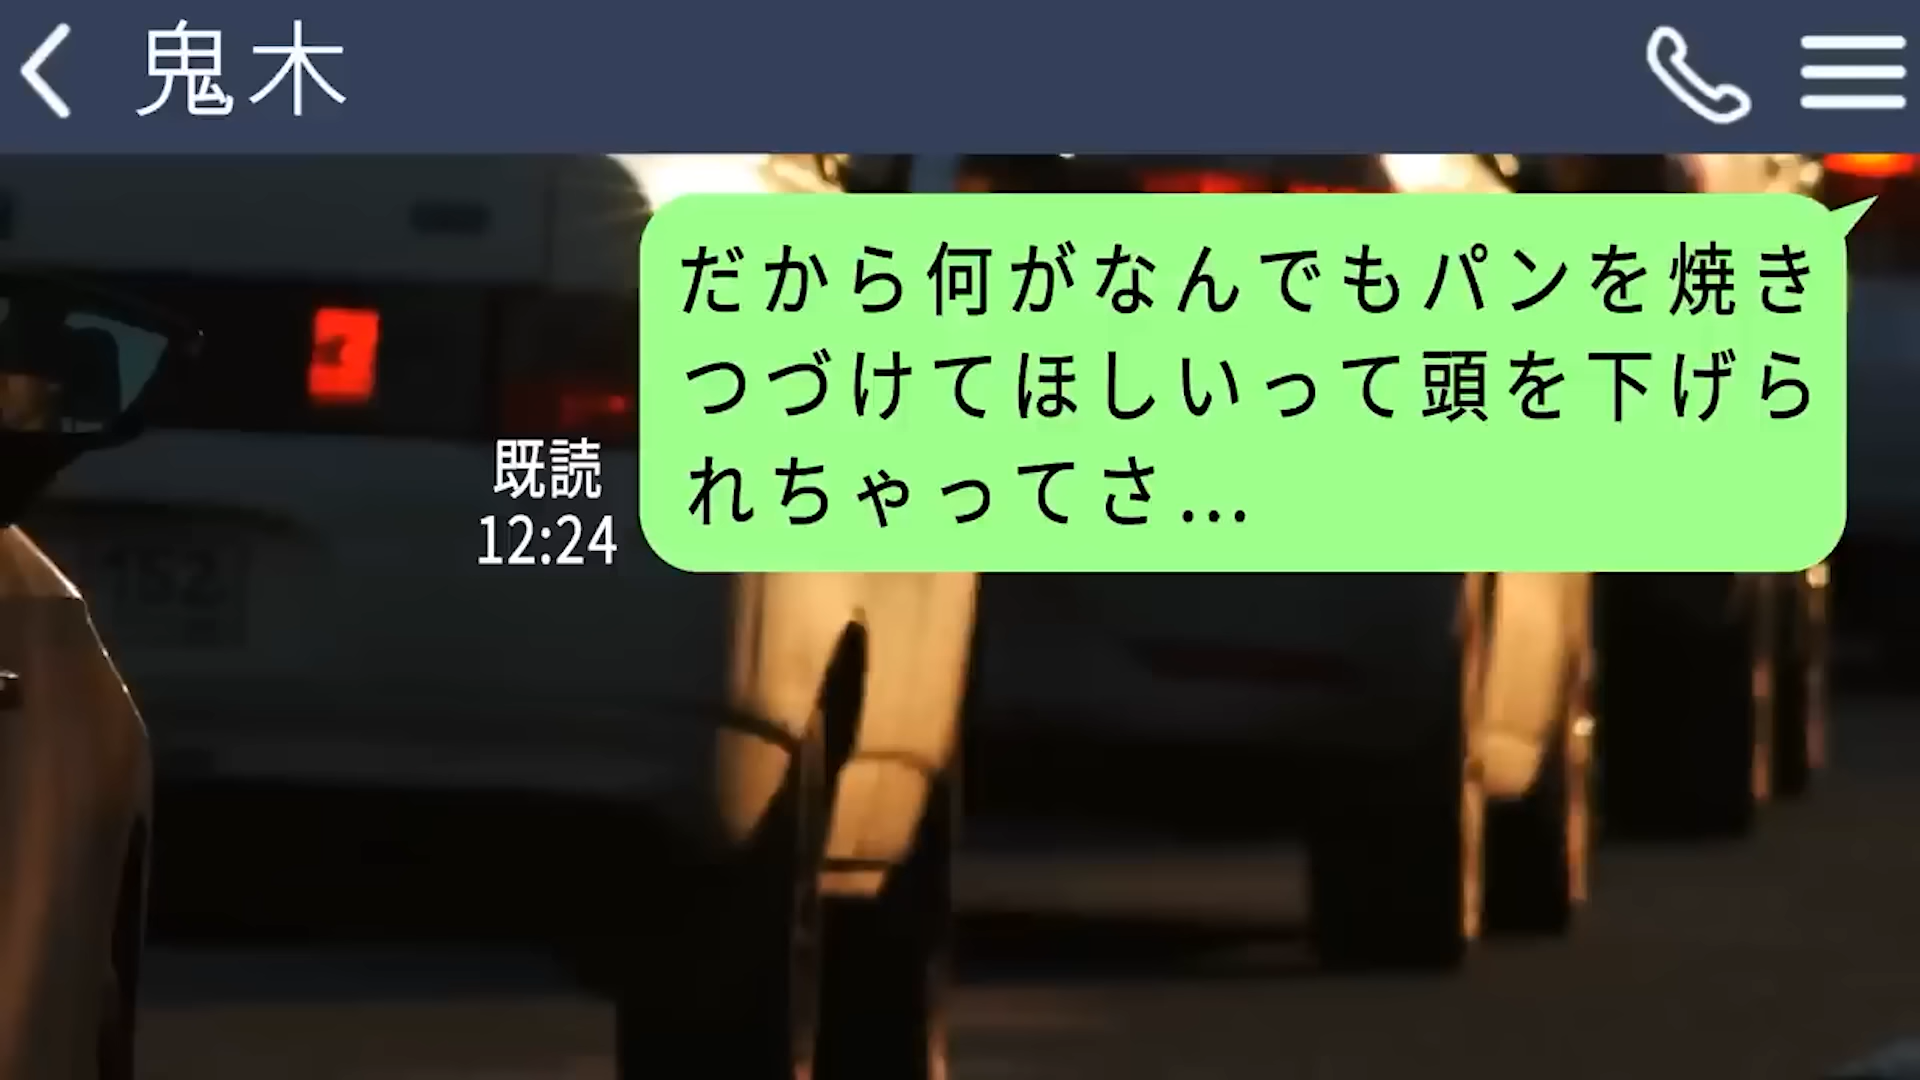 鬼木
だから何がなんでもパンを焼き
つづけてほしいって頭を下げら
れちゃってさ…
既読
12:24
152